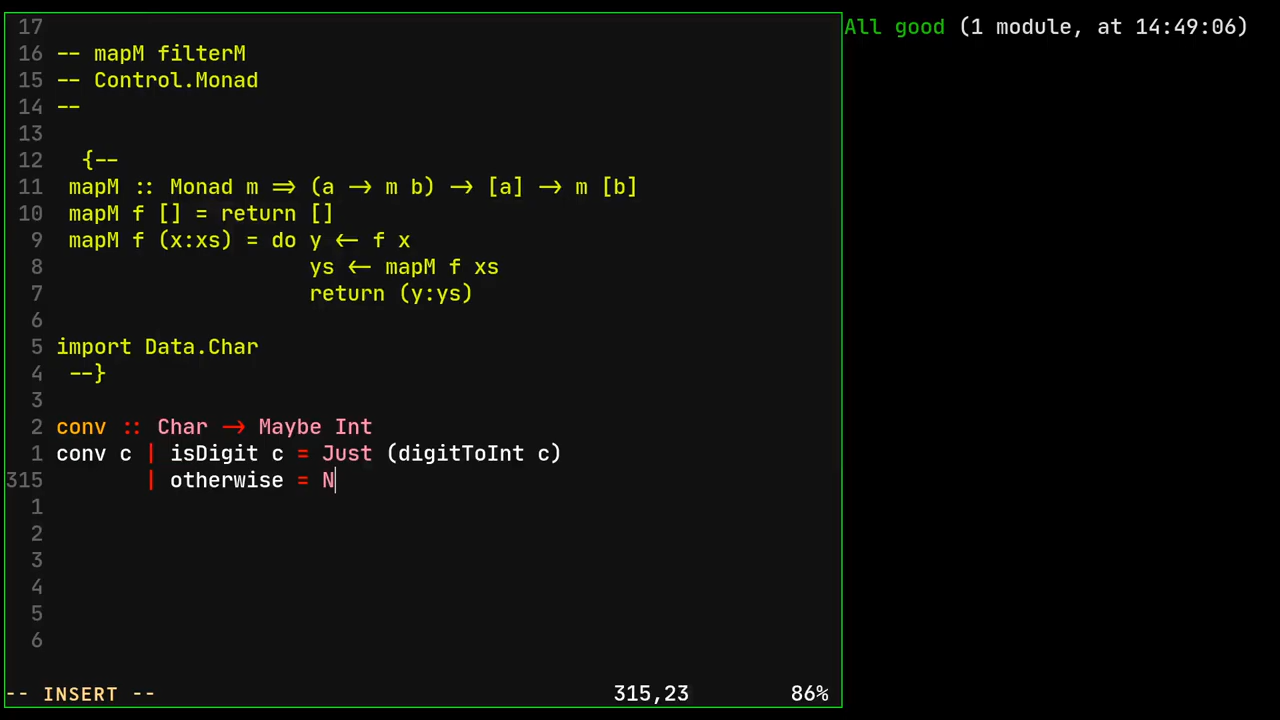 17
16 -- mapM filterM
15 -- Control.Monad
14 --
13
12   {--
11  mapM :: Monad m => (a -> m b) -> [a] -> m [b]
10  mapM f [] = return []
9  mapM f (x:xs) = do y <- f x
8                     ys <- mapM f xs
7                     return (y:ys)
6
5 import Data.Char
4  --}
3
2 conv :: Char -> Maybe Int
1 conv c | isDigit c = Just (digitToInt c)
315        | otherwise = N
1
2
3
4
5
6
-- INSERT -- 315,23 86%
All good (1 module, at 14:49:06)